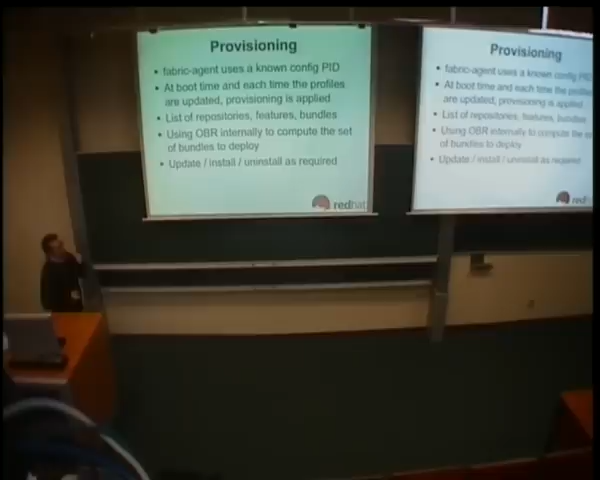 Provisioning
• fabric-agent uses a known config PID
• At boot time and each time the profiles
are updated, provisioning is applied
• List of repositories, features, bundles
• Using OBR internally to compute the set
of bundles to deploy
• Update / install / uninstall as required
redhat
Provisioning
• fabric-agent uses a known config PID
• At boot time and each time the profiles
are updated, provisioning is applied
• List of repositories, features, bundles
• Using OBR internally to compute the
of bundles to deploy
• Update / install / uninstall as required
red